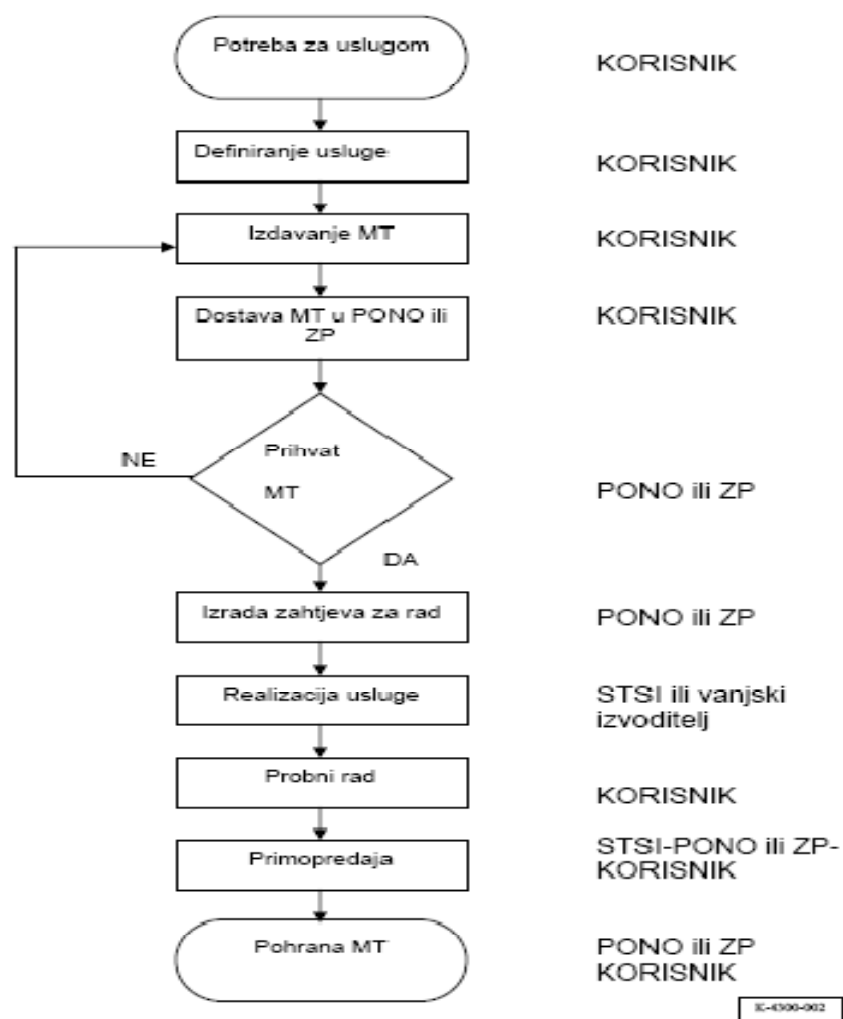 Potreba za uslugom
KORISNIK
Definiranje usluge
KORISNIK
Izdavanje MT
KORISNIK
Dostava MT u PONO ili
ZP
KORISNIK
NE
Prihvat
MT
PONO ili ZP
DA
Izrada zahtjeva za rad
PONO ili ZP
Realizacija usluge
STSI ili vanjski
izvoditelj
Probni rad
KORISNIK
Primopredaja
STSI-PONO ili ZP-
KORISNIK
Pohrana MT
PONO ili ZP
KORISNIK
K-4300-002